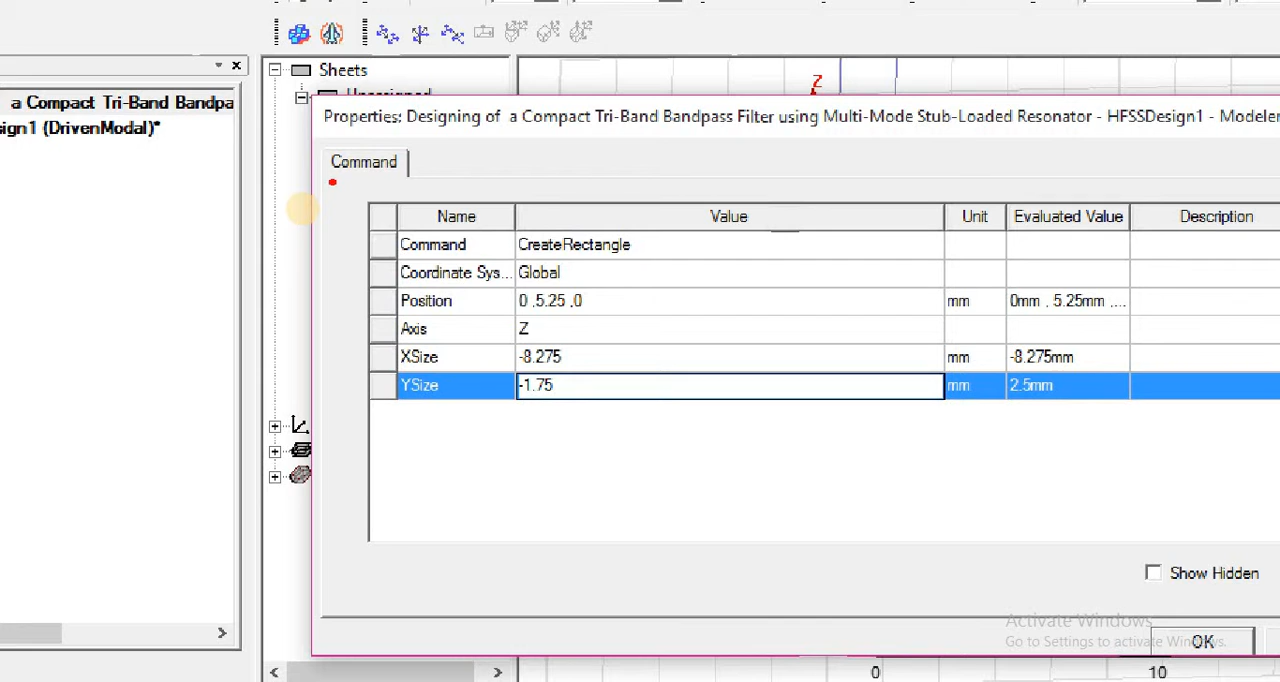 Sheets
Unassigned
Z
a Compact Tri-Band Bandpa
ign1 (DrivenModal)*
Properties: Designing of a Compact Tri-Band Bandpass Filter using Multi-Mode Stub-Loaded Resonator - HFSSDesign1 - Modeler
Command
Name Value Unit Evaluated Value Description
Command CreateRectangle
Coordinate Sys... Global
Position 0 ,5.25 ,0 mm 0mm , 5.25mm ,...
Axis Z
XSize -8.275 mm -8.275mm
YSize -1.75 mm 2.5mm
Show Hidden
Activate Windows
Go to Settings to activate Windows.
OK
0 10